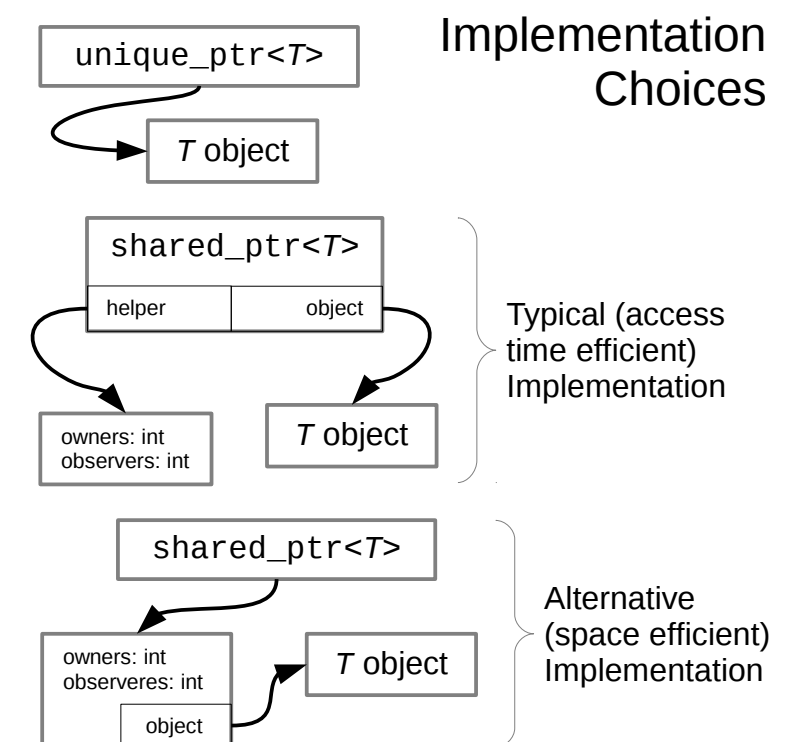 Implementation
Choices
unique_ptr<T>
T object
shared_ptr<T>
helper
object
Typical (access
time efficient)
Implementation
owners: int
observers: int
T object
shared_ptr<T>
Alternative
(space efficient)
Implementation
owners: int
observeres: int
T object
object